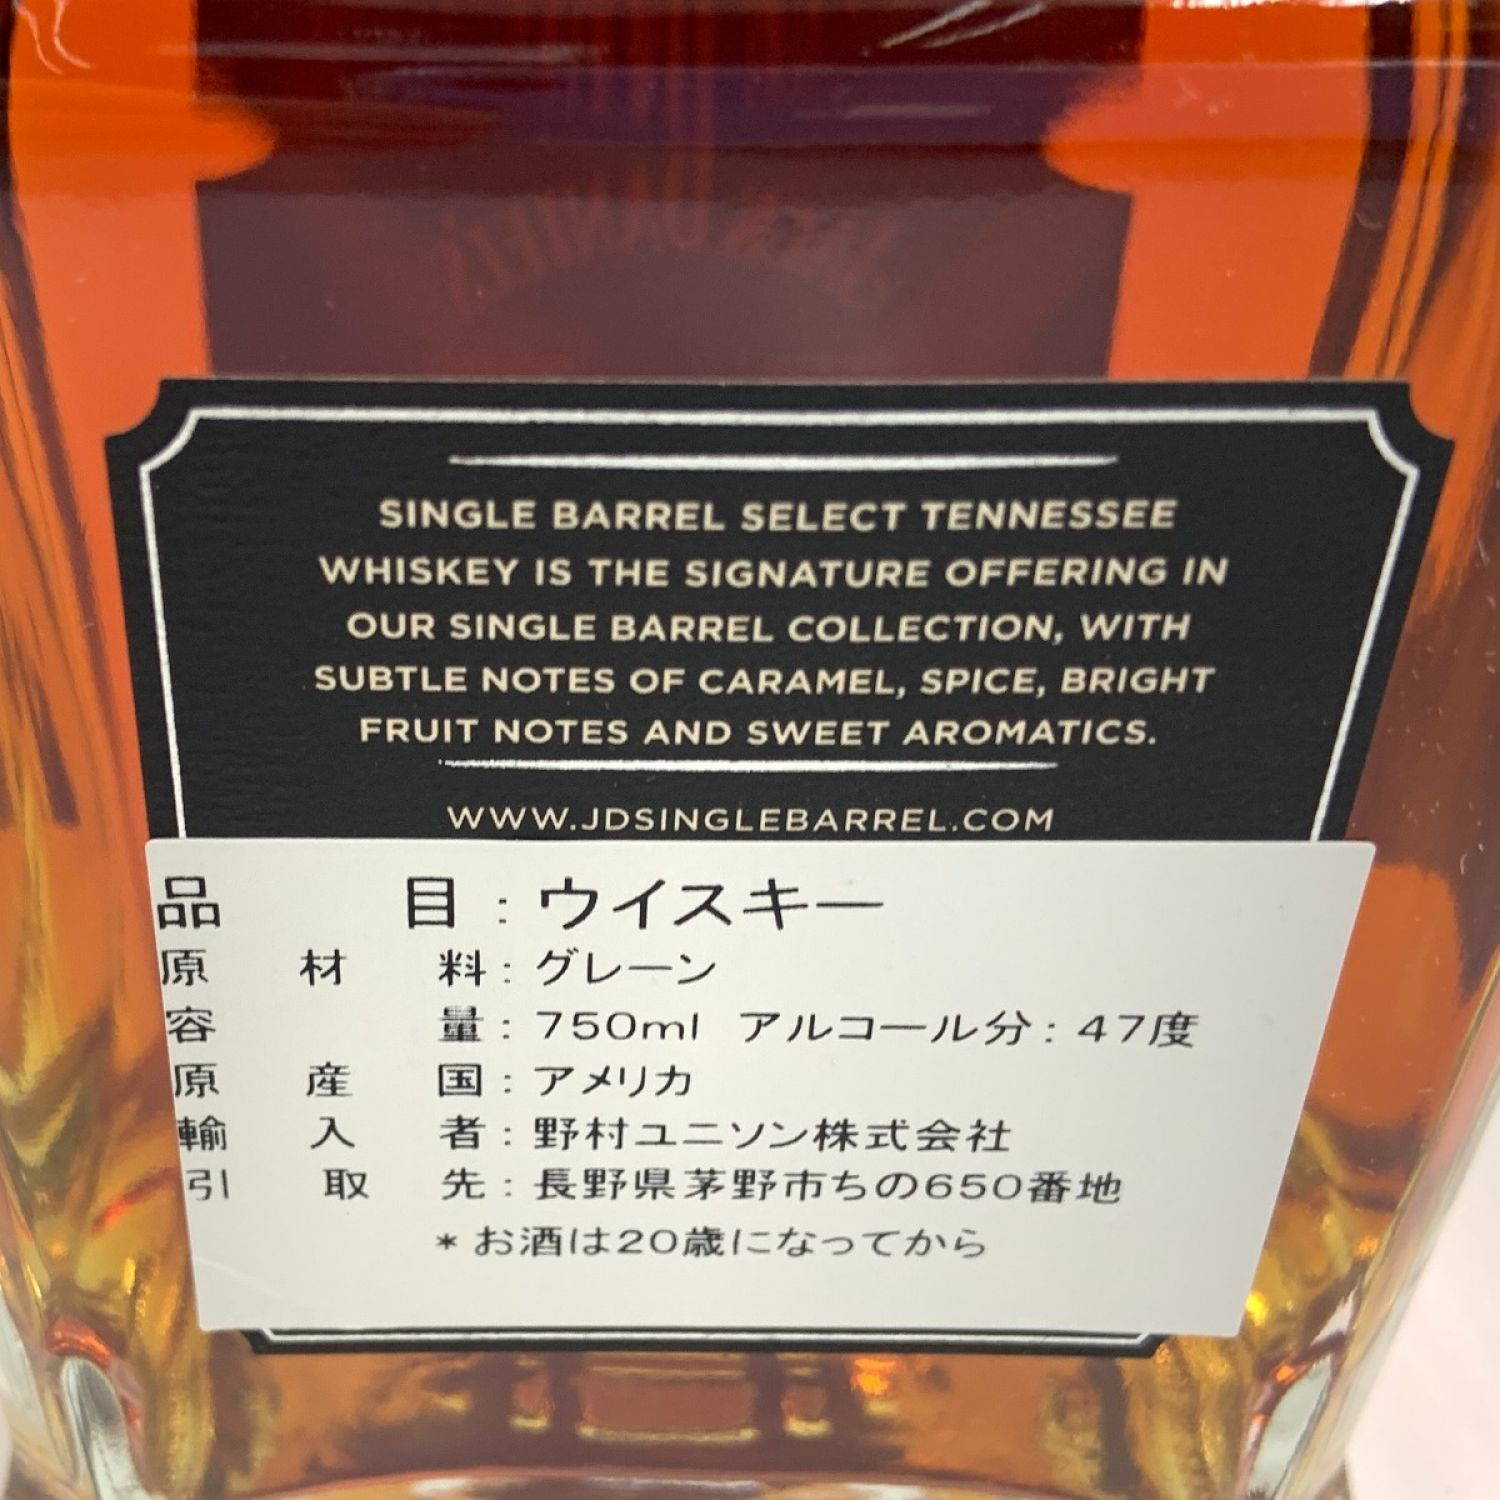 SINGLE BARREL SELECT TENNESSEE
WHISKEY IS THE SIGNATURE OFFERING IN
OUR SINGLE BARREL COLLECTION, WITH
SUBTLE NOTES OF CARAMEL, SPICE, BRIGHT
FRUIT NOTES AND SWEET AROMATICS.
WWW.JDSINGLEBARREL.COM
品目:ウイスキー
原材料:グレーン
容量:750ml アルコール分:47度
原産国:アメリカ
輸入者:野村ユニソン株式会社
引取先:長野県茅野市ちの650番地
*お酒は20歳になってから